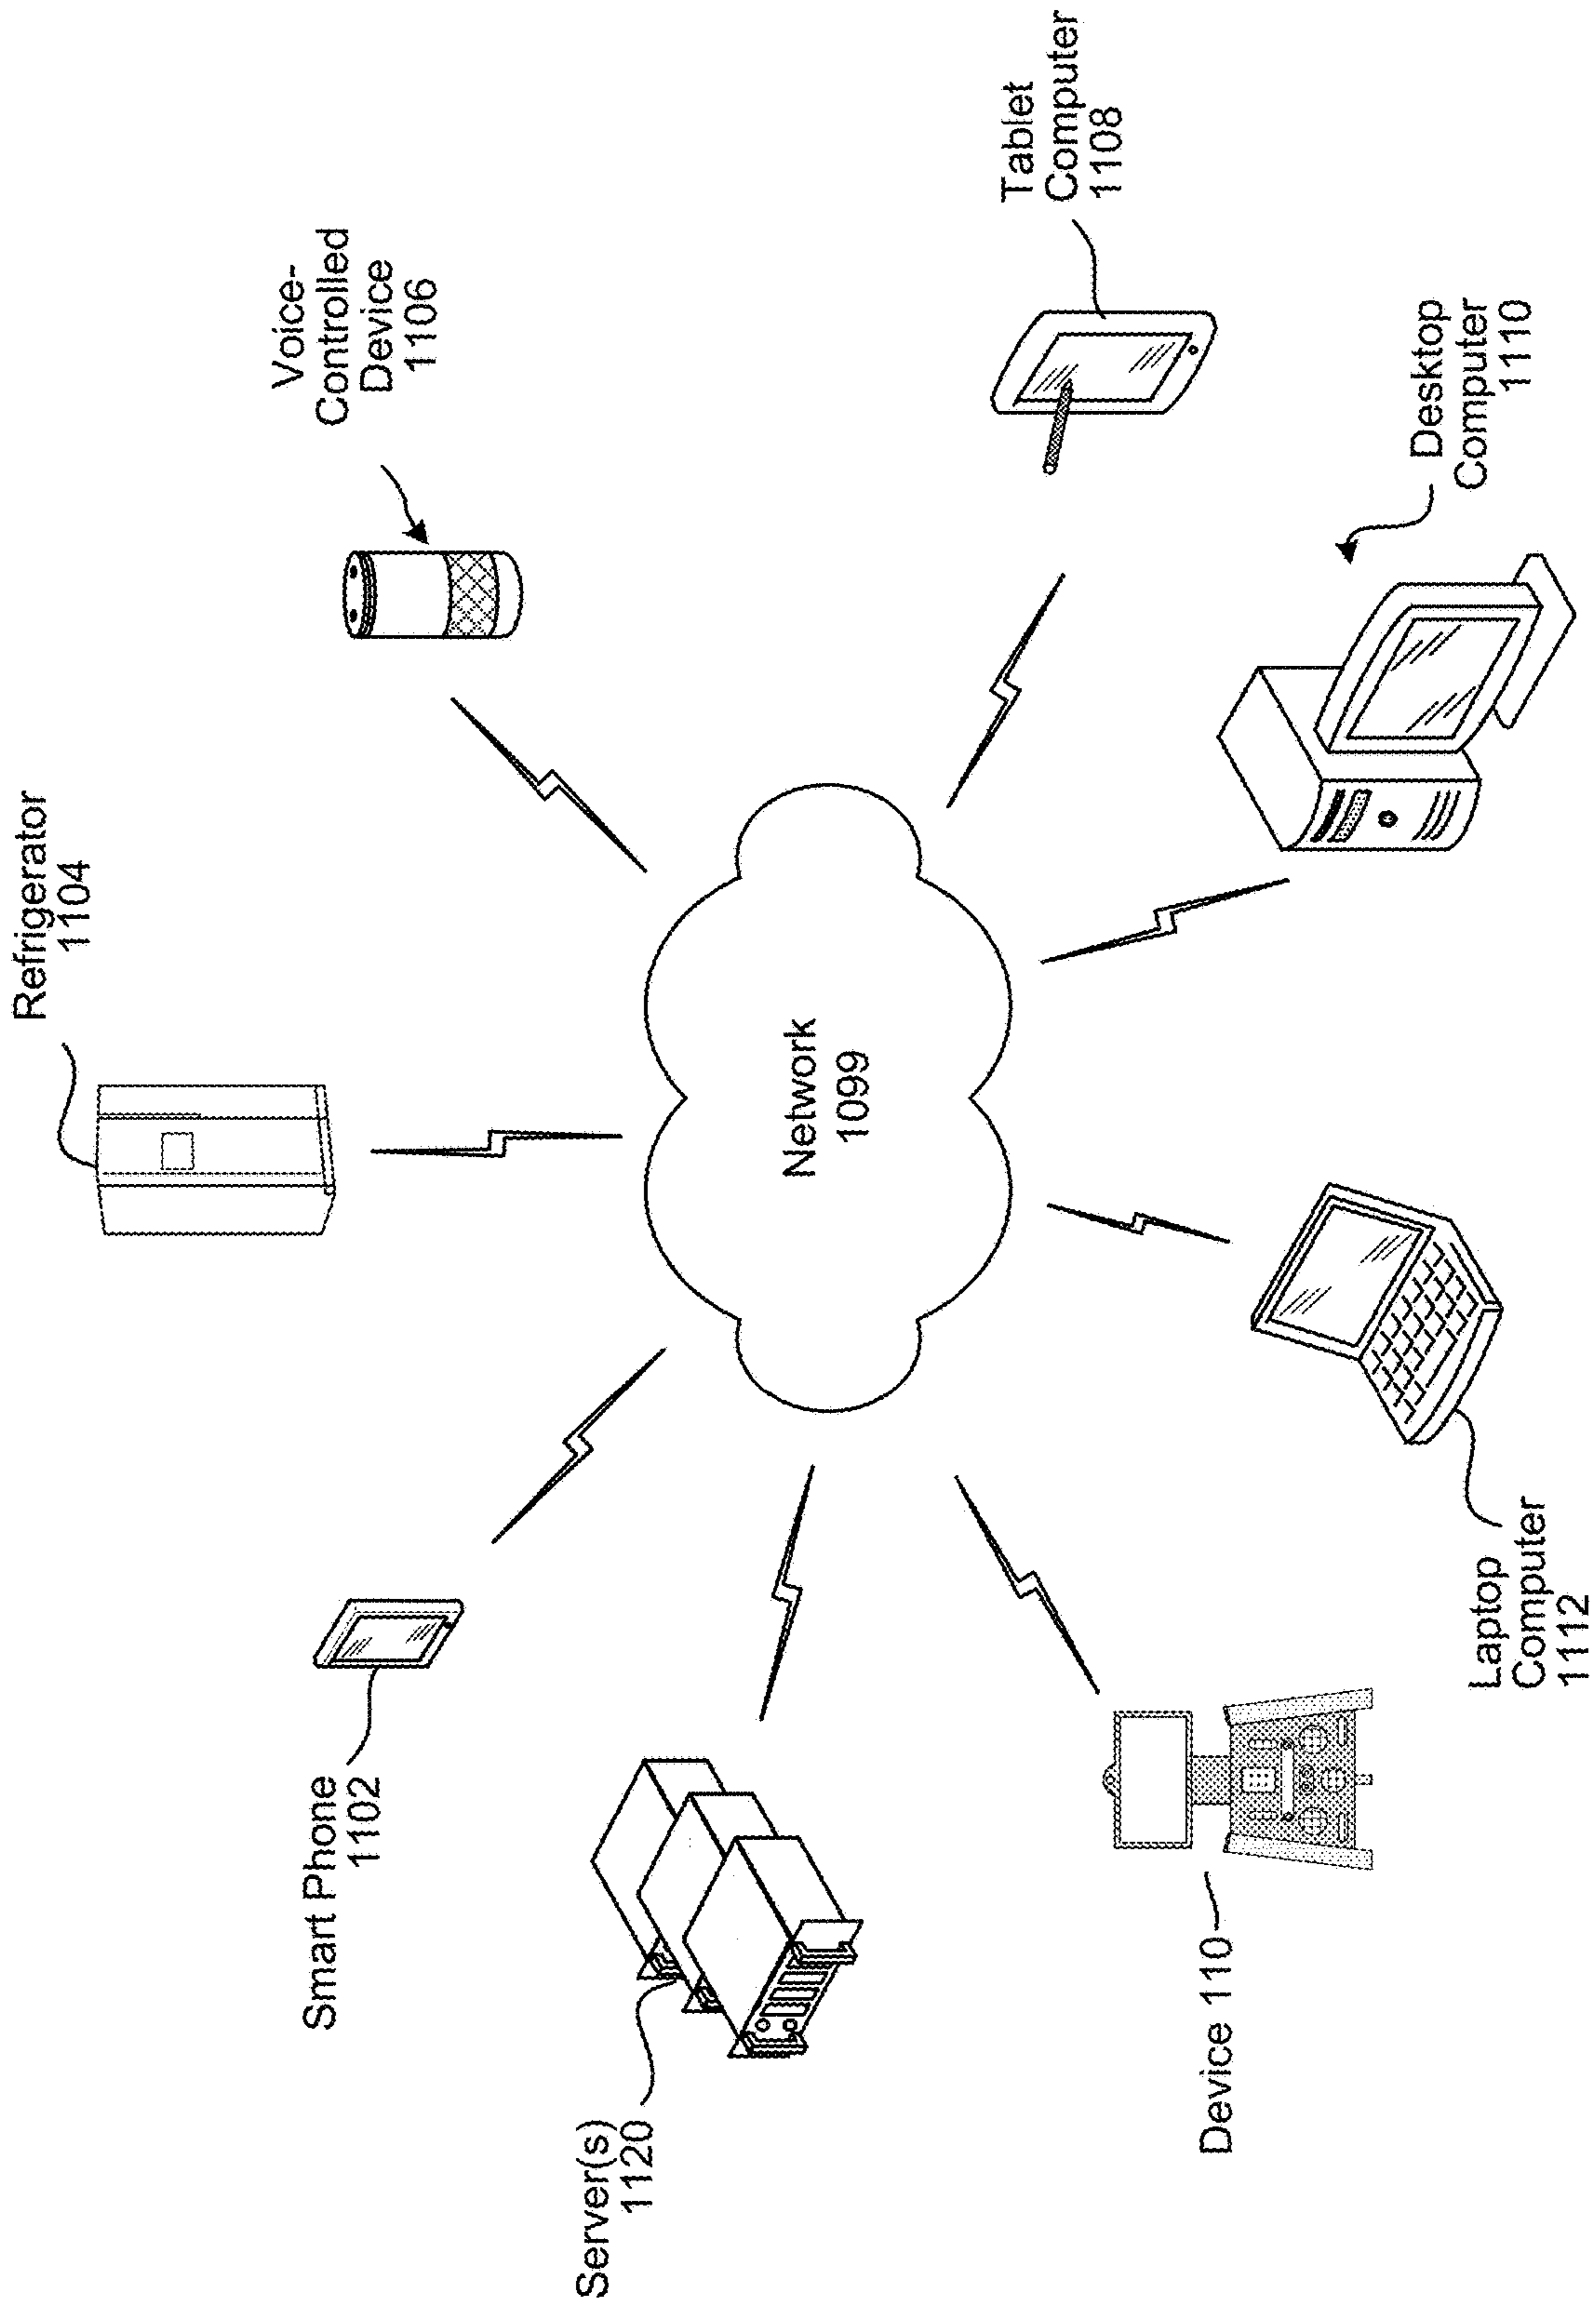 Smart Phone
1102
Refrigerator
1104
Voice-
Controlled
Device
1106
Server(s)
1120
Network
1099
Tablet
Computer
1108
Device 110
Laptop
Computer
1112
Desktop
Computer
1110